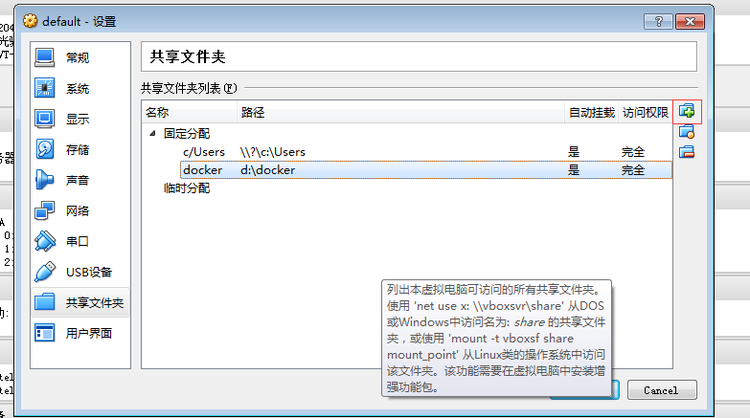 default - 设置
常规
系统
显示
存储
声音
网络
串口
USB设备
共享文件夹
用户界面
共享文件夹
共享文件夹列表(F)
名称 路径 自动挂载 访问权限
固定分配
c/Users \\?\c:\Users 是 完全
docker d:\docker 是 完全
临时分配
列出本虚拟电脑可访问的所有共享文件夹。
使用 'net use x: \\vboxsvr\share' 从DOS
或Windows中访问名为: share 的共享文件
夹，或使用 'mount -t vboxsf share
mount_point' 从Linux类的操作系统中访问
该文件夹。该功能需要在虚拟电脑中安装增
强功能包。
Cancel